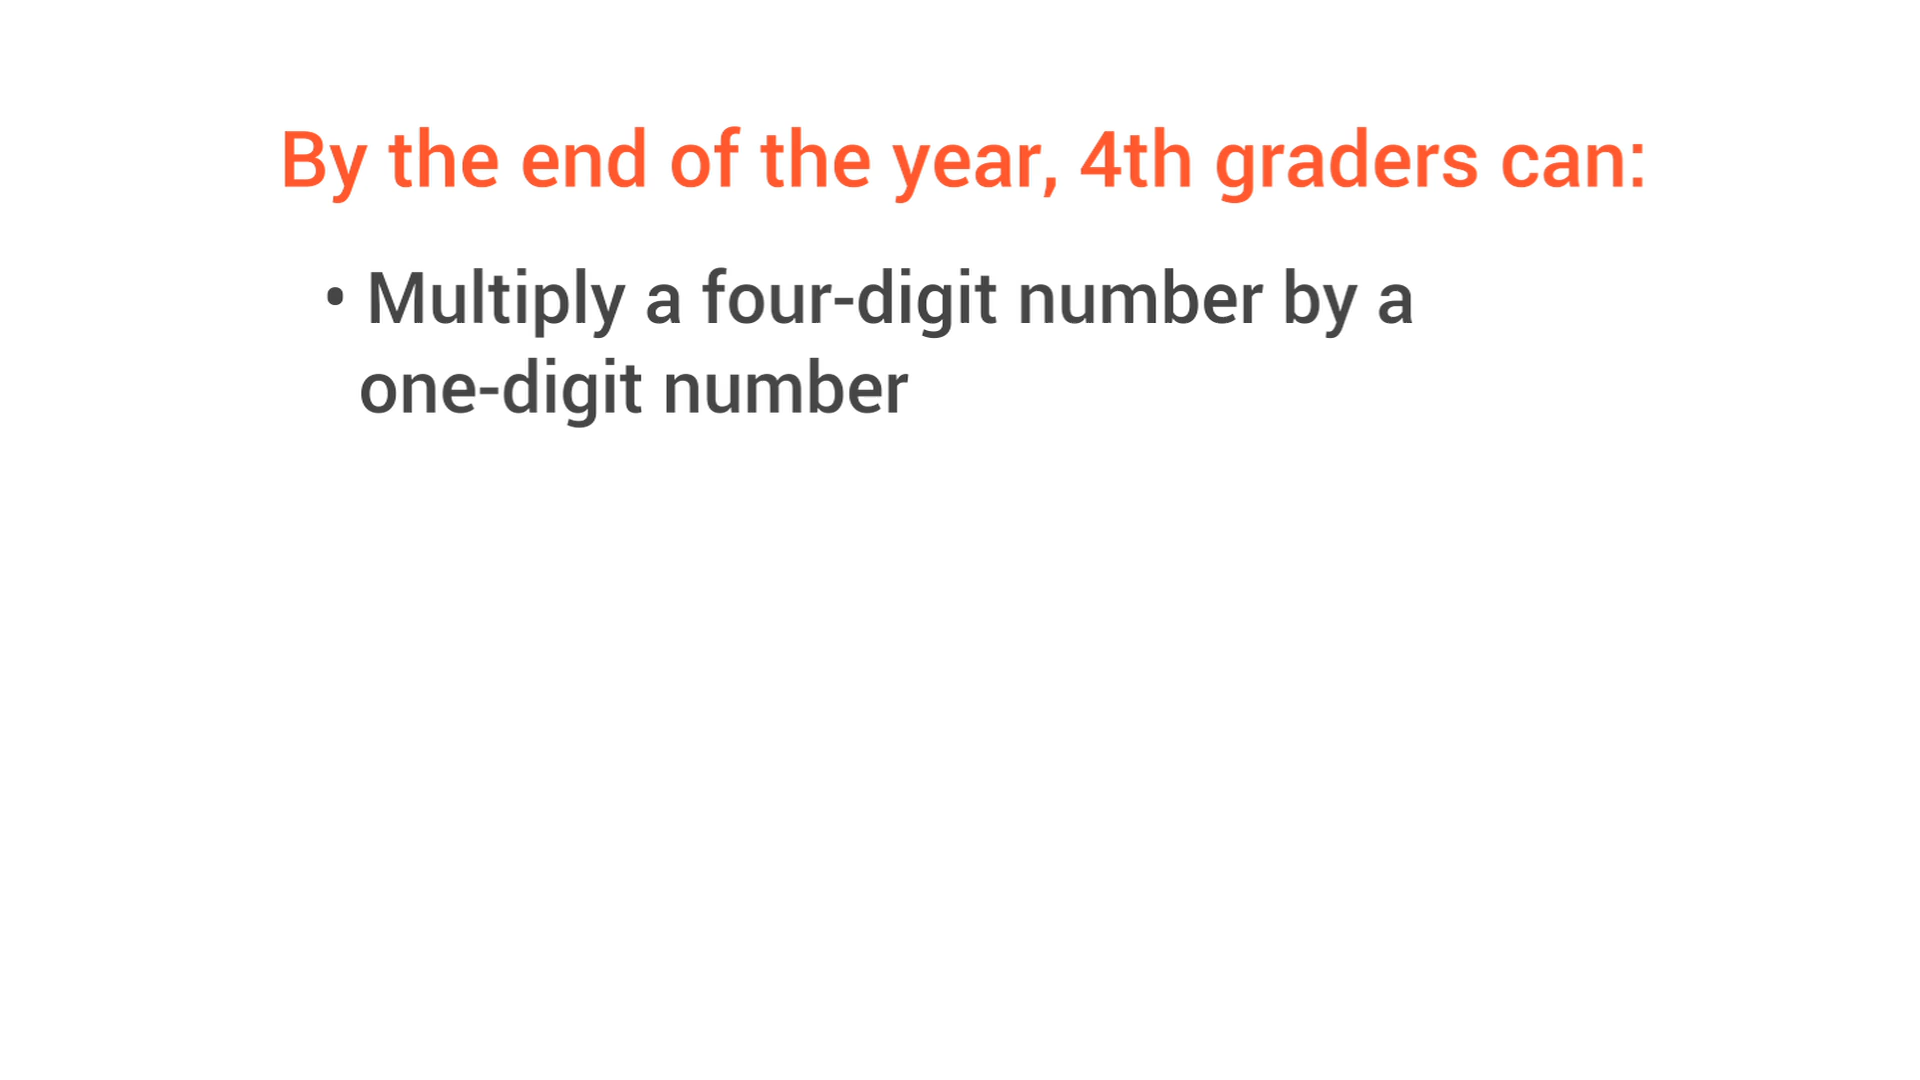 By the end of the year, 4th graders can:
• Multiply a four-digit number by a
one-digit number